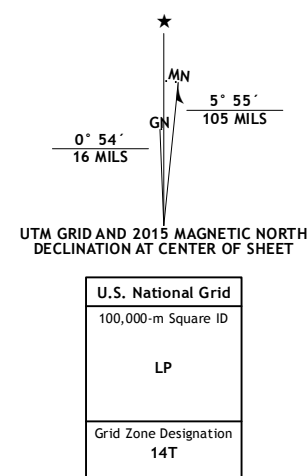 MN
5° 55´
105 MILS
GN
0° 54´
16 MILS
UTM GRID AND 2015 MAGNETIC NORTH
DECLINATION AT CENTER OF SHEET
U.S. National Grid
100,000-m Square ID
LP
Grid Zone Designation
14T